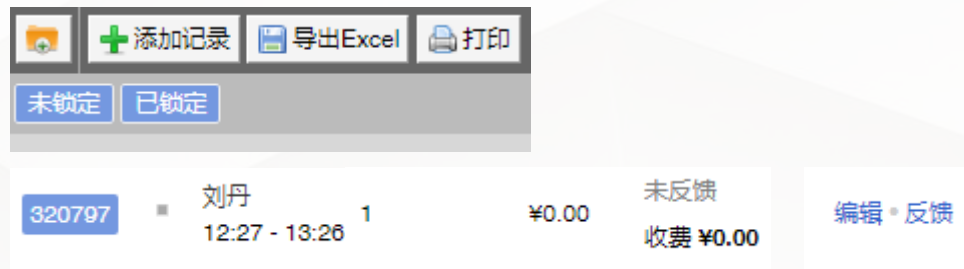 添加记录 导出Excel 打印
未锁定 已锁定
320797 刘丹 12:27 - 13:26 1 ¥0.00 未反馈 收费 ¥0.00 编辑 反馈